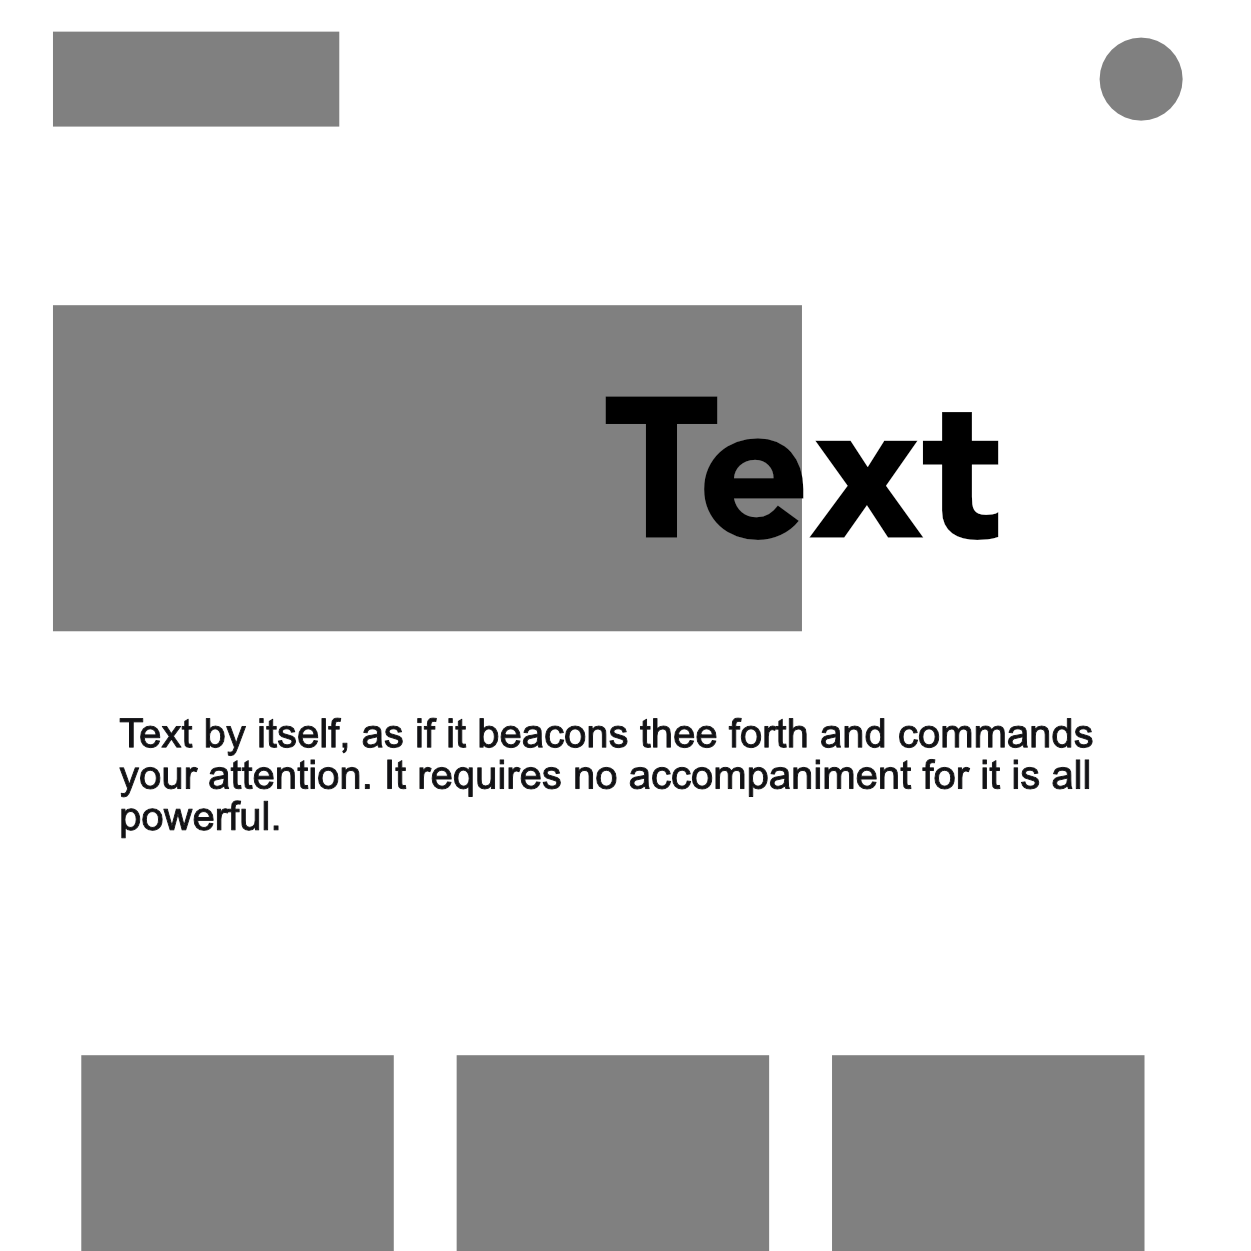 Text
Text by itself, as if it beacons thee forth and commands
your attention. It requires no accompaniment for it is all
powerful.